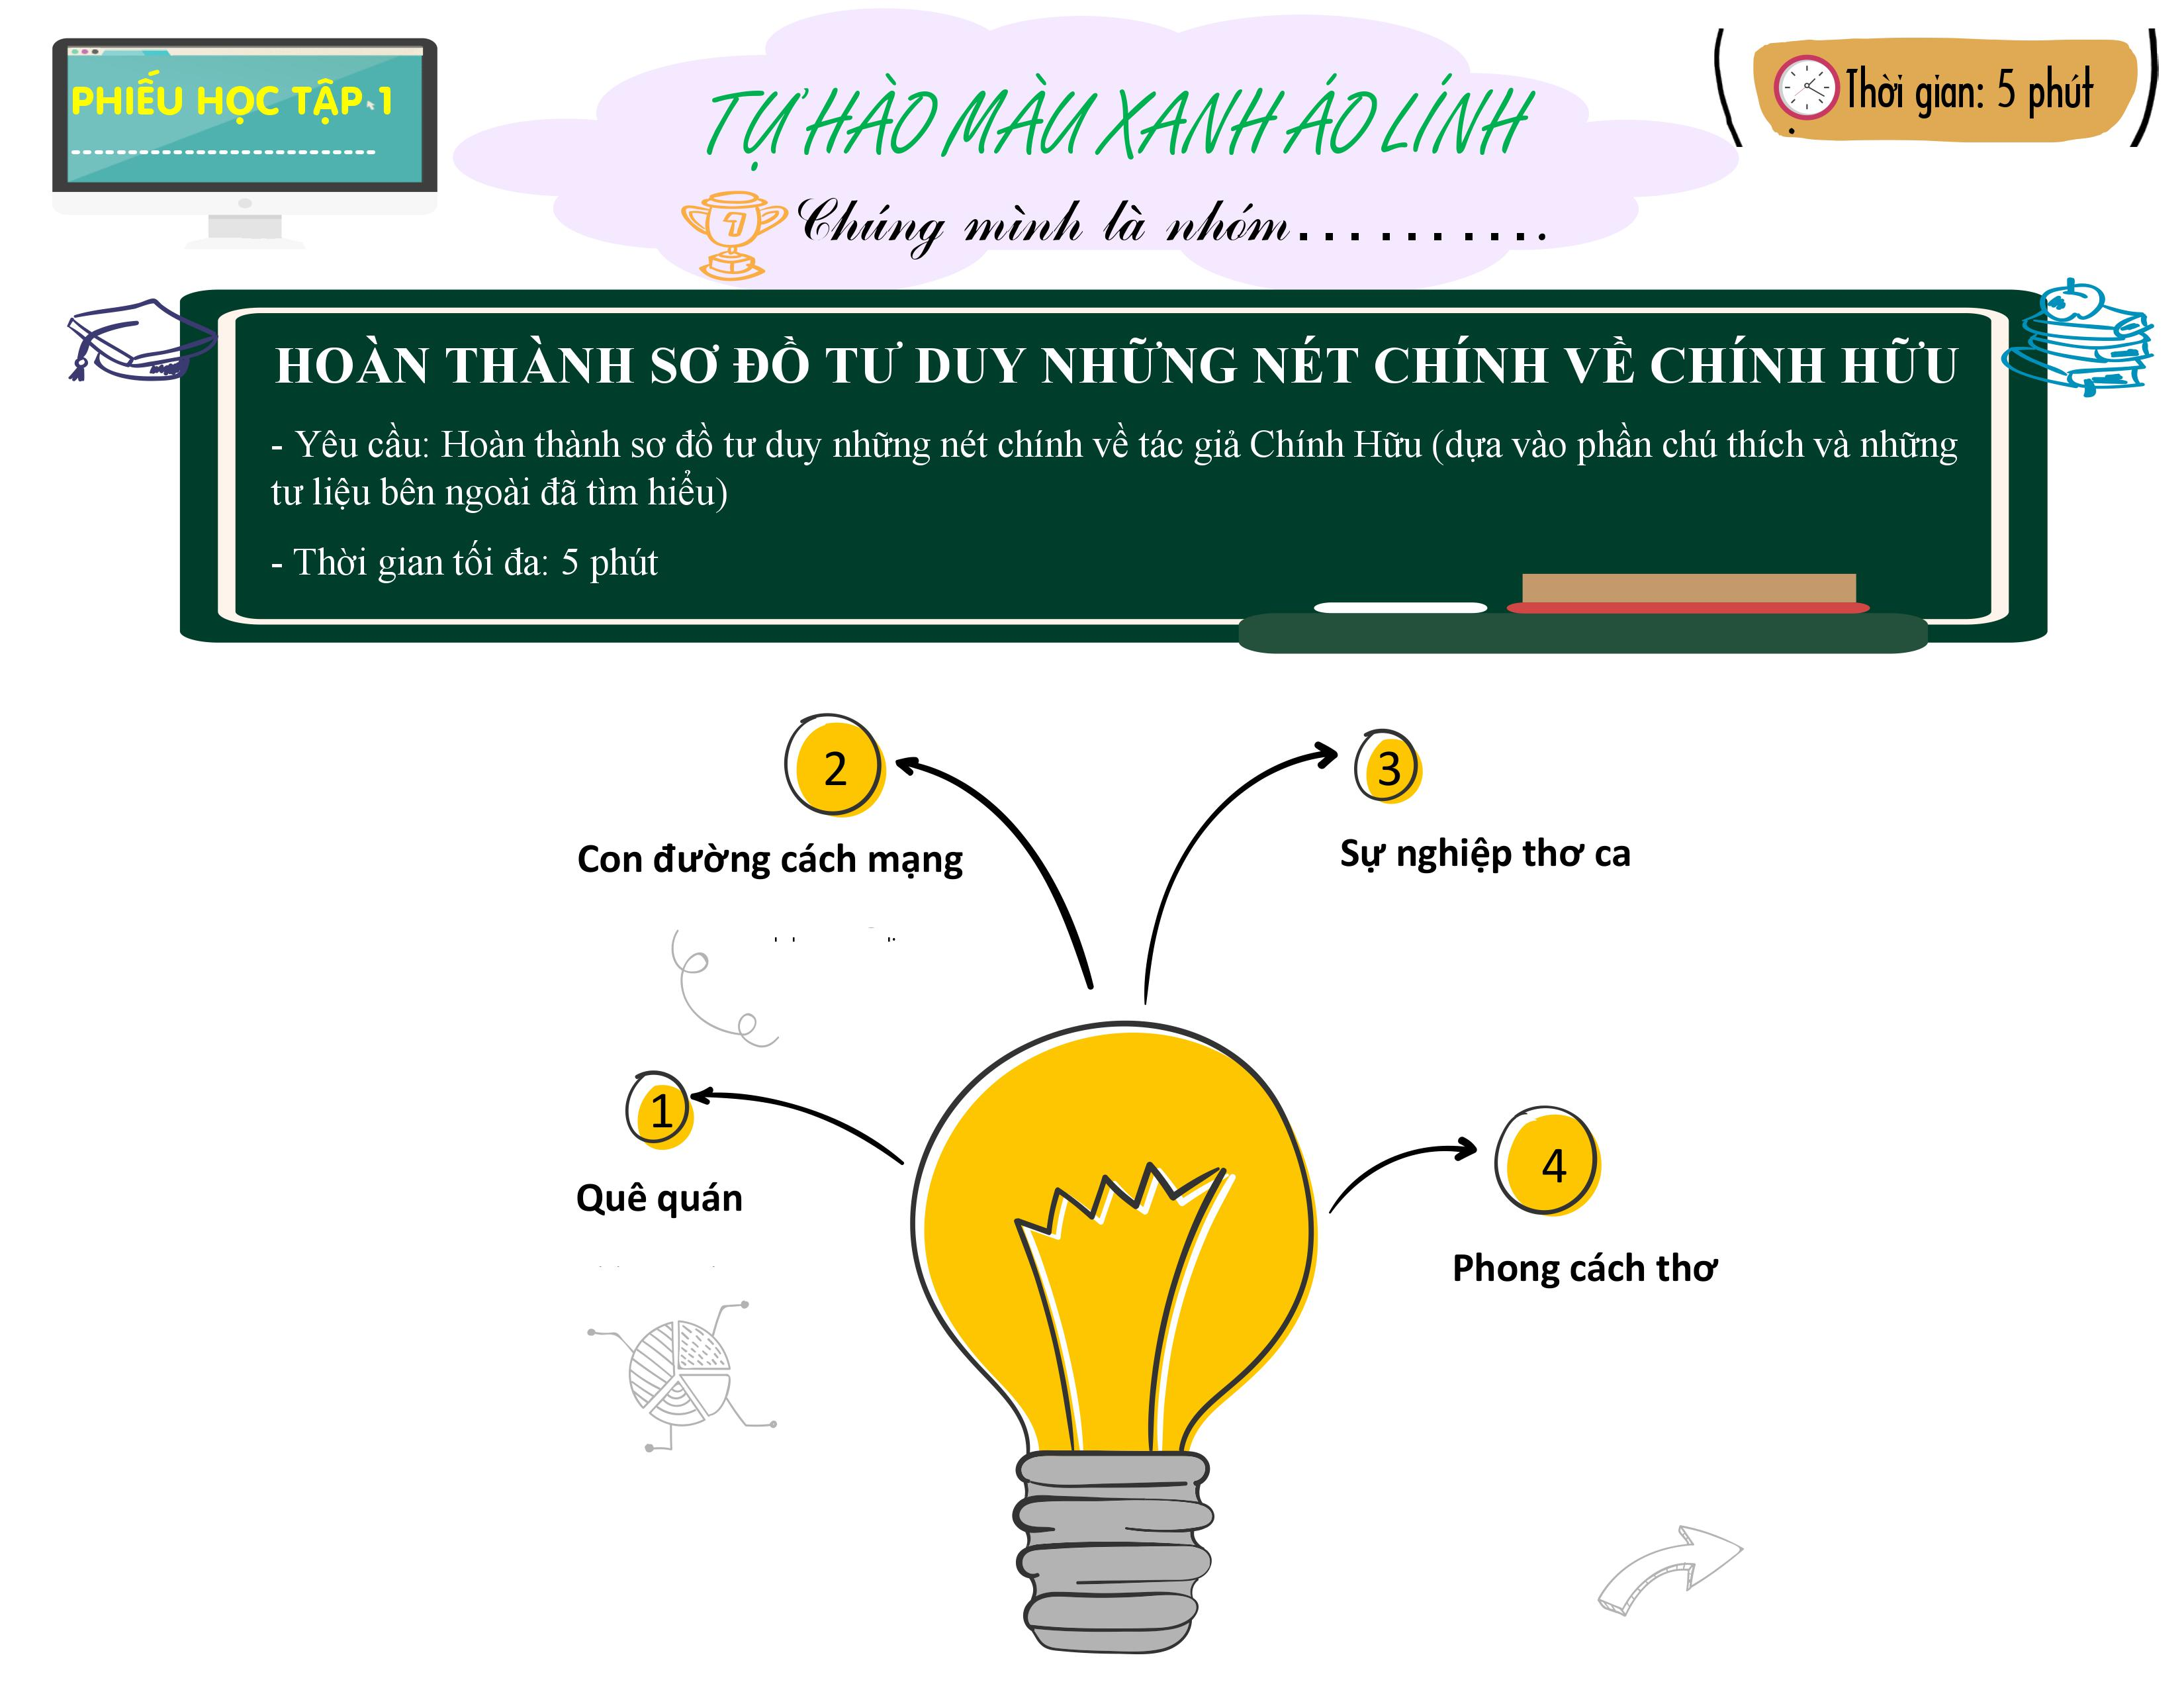 PHIẾU HỌC TẬP 1
TỰ HÀO MÀU XANH ÁO LÍNH
Chúng mình là nhóm...........
Thời gian: 5 phút
HOÀN THÀNH SƠ ĐỒ TƯ DUY NHỮNG NÉT CHÍNH VỀ CHÍNH HỮU
- Yêu cầu: Hoàn thành sơ đồ tư duy những nét chính về tác giả Chính Hữu (dựa vào phần chú thích và những
tư liệu bên ngoài đã tìm hiểu)
- Thời gian tối đa: 5 phút
2
Con đường cách mạng
3
Sự nghiệp thơ ca
1
Quê quán
4
Phong cách thơ